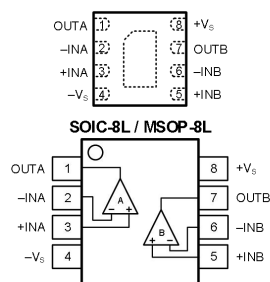 OUTA 1 8 +Vs
–INA 2 7 OUTB
+INA 3 6 –INB
–Vs 4 5 +INB
SOIC-8L / MSOP-8L
OUTA 1 8 +Vs
–INA 2 A 7 OUTB
+INA 3 B 6 –INB
–Vs 4 5 +INB